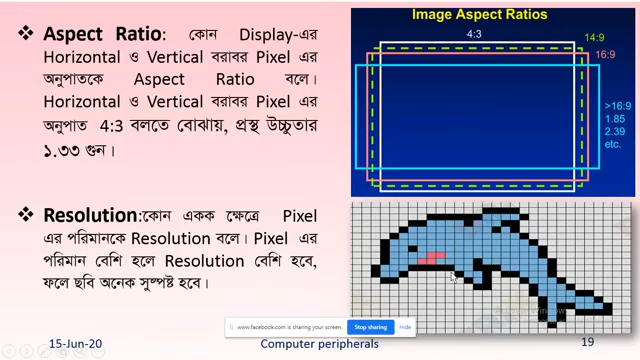 ❖ Aspect Ratio: কোন Display-এর
Horizontal ও Vertical বরাবর Pixel এর
অনুপাতকে Aspect Ratio বলে।
Horizontal ও Vertical বরাবর Pixel এর
অনুপাত 4:3 বলতে বোঝায়, প্রস্থ উচ্চতার
১.৩৩ গুন।
Image Aspect Ratios
4:3
14:9
16:9
>16:9
1.85
2.39
etc.
❖ Resolution:কোন একক ক্ষেত্রে Pixel
এর পরিমানকে Resolution বলে। Pixel এর
পরিমান বেশি হলে Resolution বেশি হবে,
ফলে ছবি অনেক সুষ্পষ্ট হবে।
www.facebook.com is sharing your screen.
Stop sharing
Hide
15-Jun-20
Computer peripherals
19